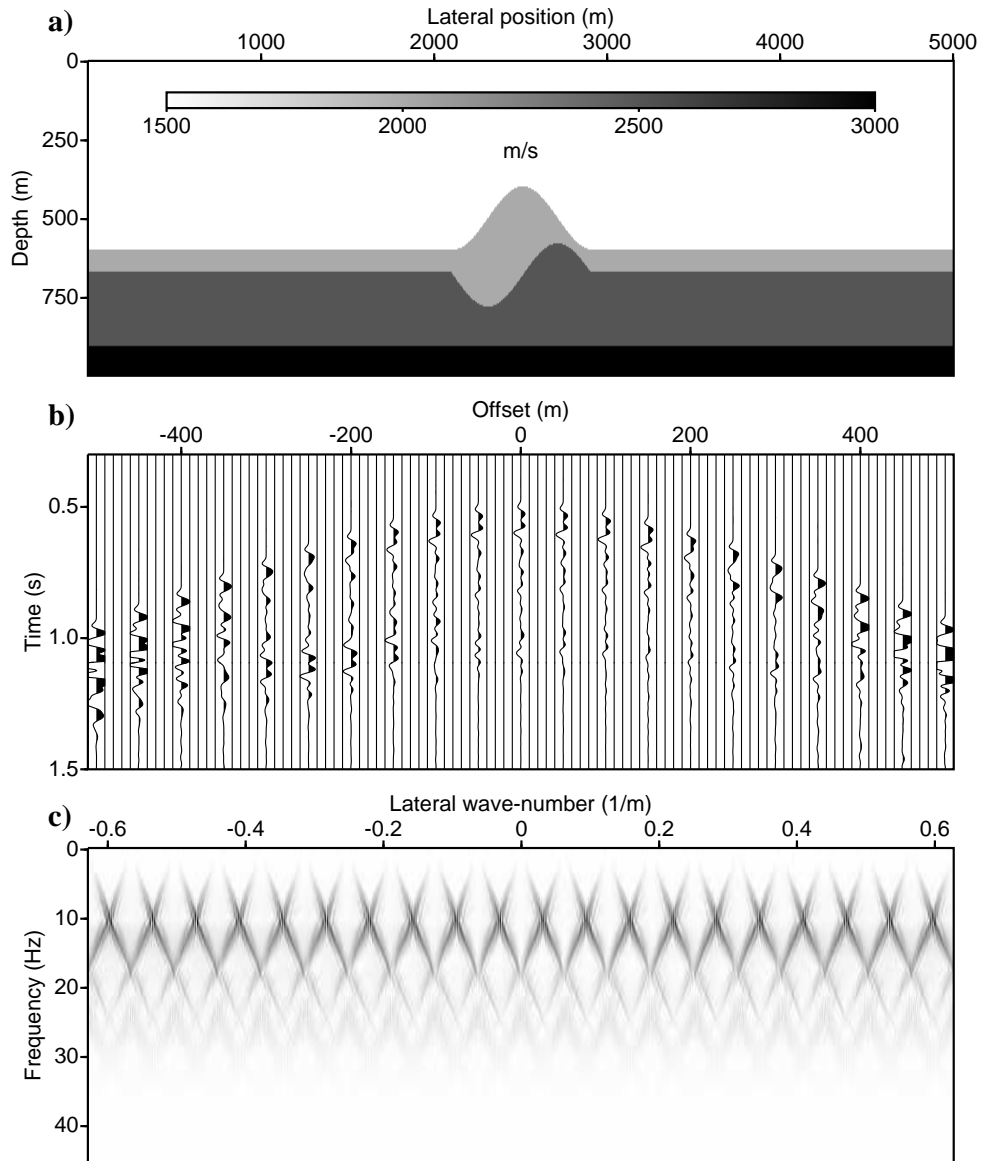 a)
Lateral position (m)
1000 2000 3000 4000 5000
0
250
500
750
Depth (m)
1500 2000 2500 3000
m/s
b)
Offset (m)
-400 -200 0 200 400
0.5
1.0
1.5
Time (s)
c)
Lateral wave-number (1/m)
-0.6 -0.4 -0.2 0 0.2 0.4 0.6
0
10
20
30
40
Frequency (Hz)